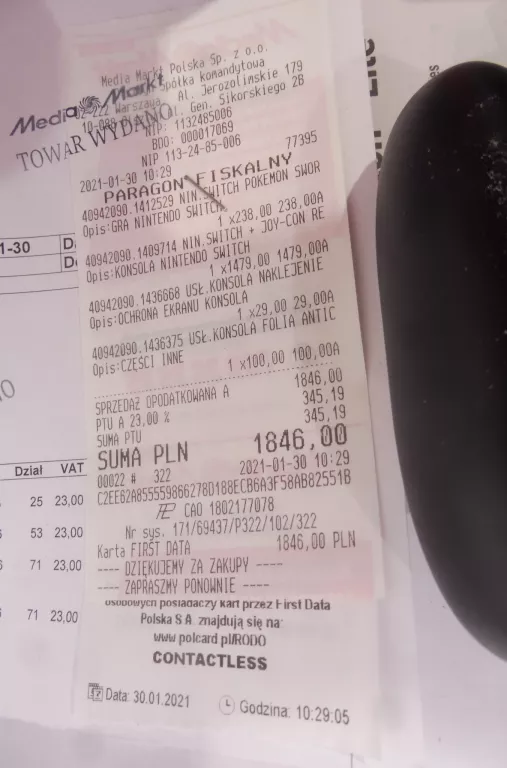 Media Markt Polska Sp. z o.o.
Spółka komandytowa
Media Markt
02-222 Warszawa, Al. Jerozolimskie 179
10-089 Gen. Sikorskiego 2B
NIP: 1132485006
TOWAR WYDANO
BDO: 000017069
NIP 113-24-85-006
2021-01-30 10:29 77395
PARAGON FISKALNY
40942090.1412529 NIN.SWITCH POKEMON SWOR
Opis:GRA NINTENDO SWITCH
1 x238,00 238,00A
40942090.1409714 NIN.SWITCH + JOY-CON RE
Opis:KONSOLA NINTENDO SWITCH
1 x1479,00 1479,00A
40942090.1436668 USŁ.KONSOLA NAKLEJENIE
Opis:OCHRONA EKRANU KONSOLA
1 x29,00 29,00A
40942090.1436375 USŁ.KONSOLA FOLIA ANTIC
Opis:CZĘŚCI INNE
1 x100,00 100,00A
SPRZEDAŻ OPODATKOWANA A 1846,00
PTU A 23,00 % 345,19
SUMA PTU 345,19
SUMA PLN 1846,00
00022 # 322 2021-01-30 10:29
C2EE62A855559866278D188ECB6A3F58AB82551B
CAO 1802177078
Nr sys. 171/69437/P322/102/322
Karta FIRST DATA 1846,00 PLN
---- DZIĘKUJEMY ZA ZAKUPY ----
---- ZAPRASZMY PONOWNIE ----
osobowych posiadaczy kart przez First Data
Polska S.A. znajdują się na:
www.polcard.pl/RODO
CONTACTLESS
Data: 30.01.2021 Godzina: 10:29:05
1-30
Dział VAT
25 23,00
53 23,00
71 23,00
71 23,00